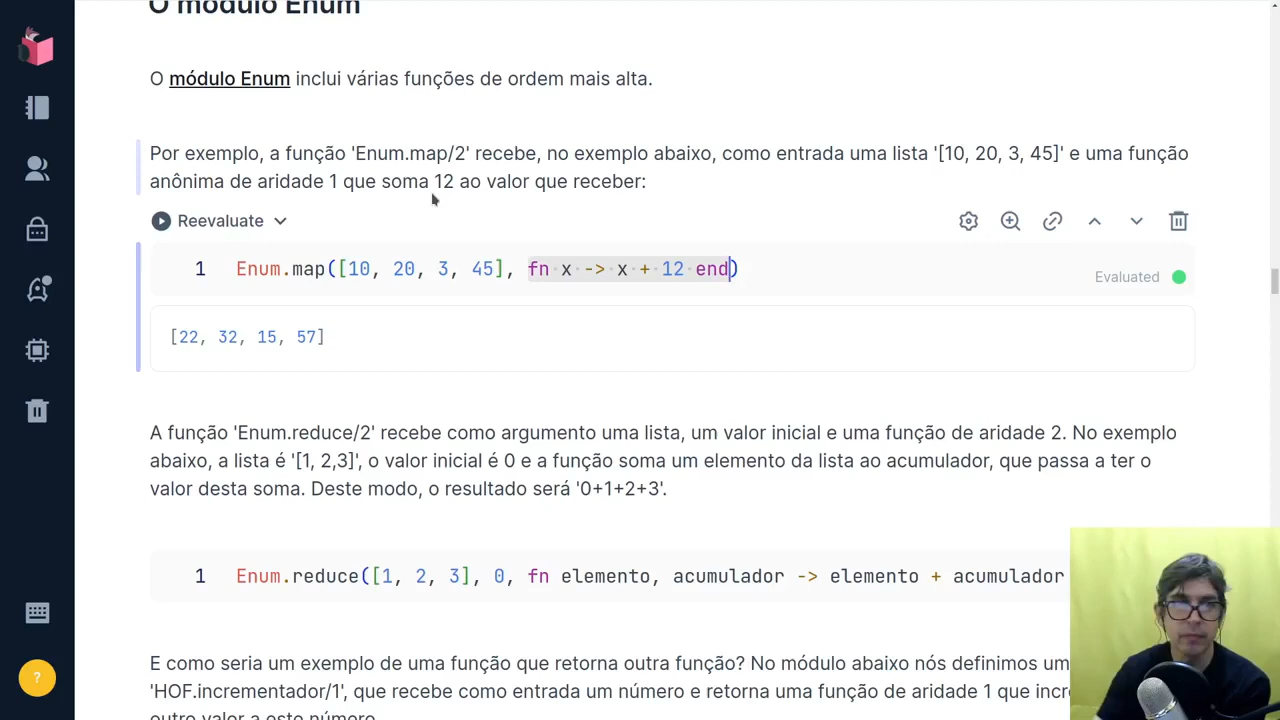 O módulo Enum
O módulo Enum inclui várias funções de ordem mais alta.
Por exemplo, a função 'Enum.map/2' recebe, no exemplo abaixo, como entrada uma lista '[10, 20, 3, 45]' e uma função
anônima de aridade 1 que soma 12 ao valor que receber:
Reevaluate
1 Enum.map([10, 20, 3, 45], fn x -> x + 12 end)
Evaluated
[22, 32, 15, 57]
A função 'Enum.reduce/2' recebe como argumento uma lista, um valor inicial e uma função de aridade 2. No exemplo
abaixo, a lista é '[1, 2,3]', o valor inicial é 0 e a função soma um elemento da lista ao acumulador, que passa a ter o
valor desta soma. Deste modo, o resultado será '0+1+2+3'.
1 Enum.reduce([1, 2, 3], 0, fn elemento, acumulador -> elemento + acumulador
E como seria um exemplo de uma função que retorna outra função? No módulo abaixo nós definimos um
'HOF.incrementador/1', que recebe como entrada um número e retorna uma função de aridade 1 que incre
outro valor a este número.
?